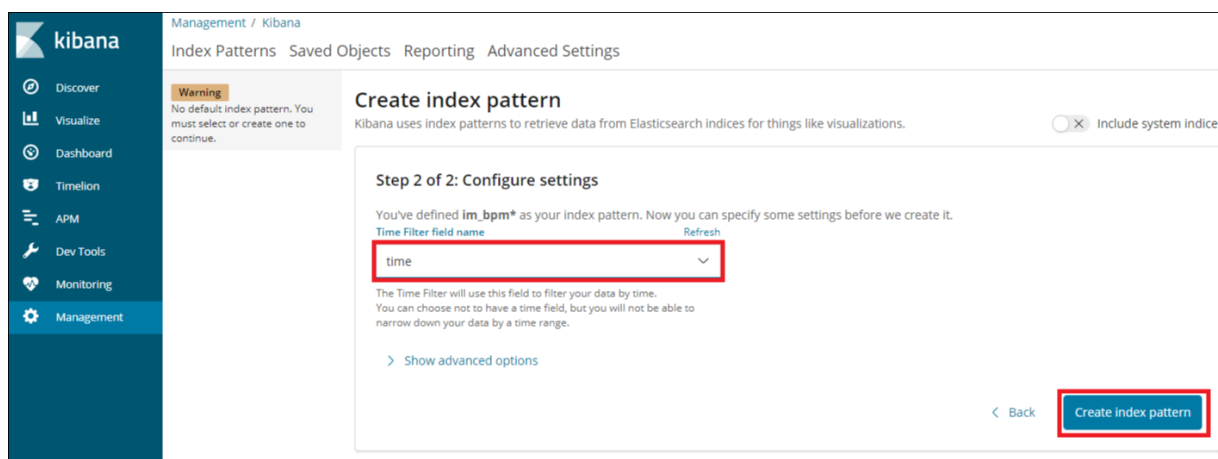 kibana
Discover
Visualize
Dashboard
Timelion
APM
Dev Tools
Monitoring
Management
Management / Kibana
Index Patterns Saved Objects Reporting Advanced Settings
Warning
No default index pattern. You
must select or create one to
continue.
Create index pattern
Kibana uses index patterns to retrieve data from Elasticsearch indices for things like visualizations.
Include system indice
Step 2 of 2: Configure settings
You've defined im_bpm* as your index pattern. Now you can specify some settings before we create it.
Time Filter field name Refresh
time
The Time Filter will use this field to filter your data by time.
You can choose not to have a time field, but you will not be able to
narrow down your data by a time range.
Show advanced options
Back
Create index pattern